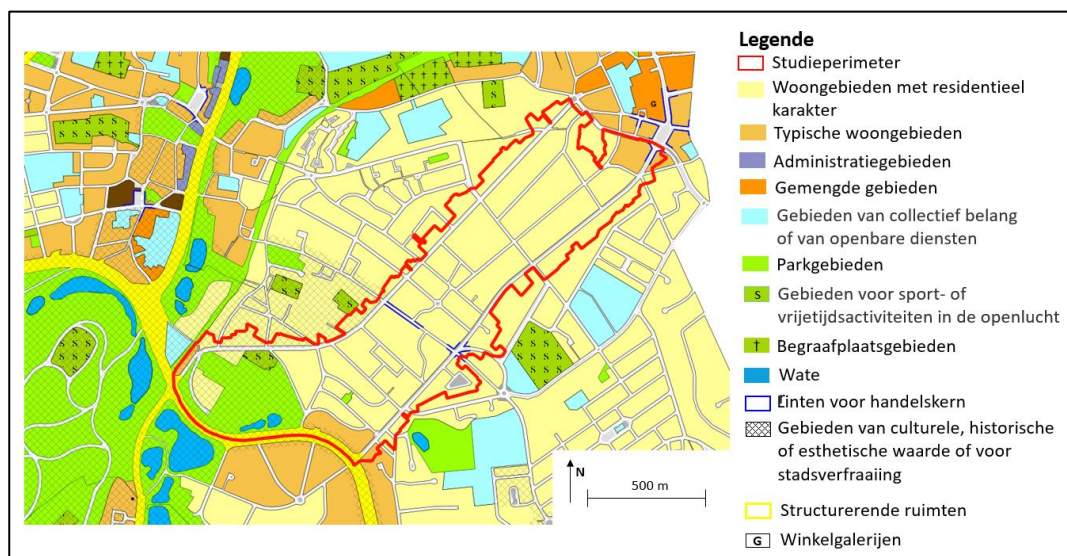 Legende
Studieperimeter
Woongebieden met residentieel
karakter
Typische woongebieden
Administratiegebieden
Gemengde gebieden
Gebieden van collectief belang
of van openbare diensten
Parkgebieden
S
Gebieden voor sport- of
vrijetijdsactiviteiten in de openlucht
Begraafplaatsgebieden
Wate
r
Linten voor handelskern
Gebieden van culturele, historische
of esthetische waarde of voor
stadsverfraaiing
Structurerende ruimten
G Winkelgalerijen
G
N
500 m